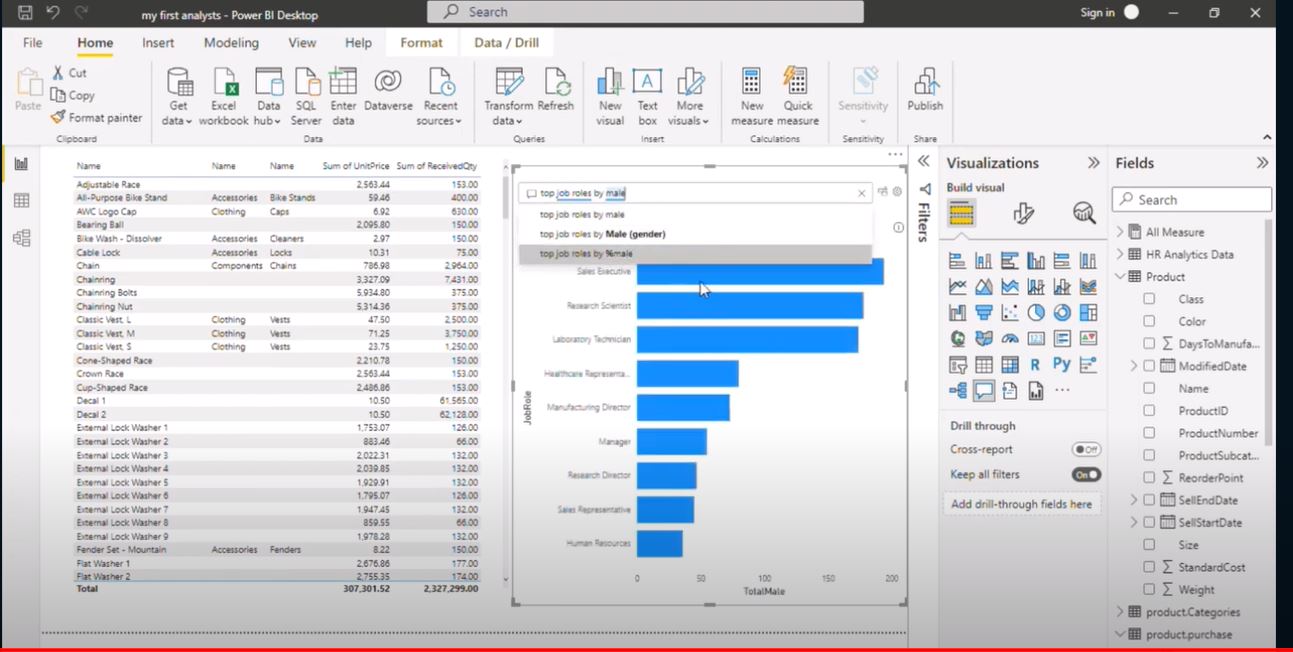 my first analysts - Power BI Desktop
Search
Sign in
File Home Insert Modeling View Help Format Data / Drill
Paste
Cut
Copy
Format painter
Clipboard
Get data
Excel workbook
Data hub
SQL Server
Enter data
Dataverse
Recent sources
Data
Transform data
Refresh
Queries
New visual
Text box
More visuals
Insert
New measure
Quick measure
Calculations
Sensitivity
Sensitivity
Publish
Share
Name Name Name Sum of UnitPrice Sum of ReceivedQty
Adjustable Race 2,563.44 153.00
All-Purpose Bike Stand Accessories Bike Stands 59.46 400.00
AWC Logo Cap Clothing Caps 6.92 630.00
Bearing Ball 2,095.80 150.00
Bike Wash - Dissolver Accessories Cleaners 2.97 150.00
Cable Lock Accessories Locks 10.31 75.00
Chain Components Chains 786.98 2,964.00
Chainring 3,327.09 7,431.00
Chainring Bolts 5,934.80 375.00
Chainring Nut 5,314.36 375.00
Classic Vest, L Clothing Vests 47.50 2,500.00
Classic Vest, M Clothing Vests 71.25 3,750.00
Classic Vest, S Clothing Vests 23.75 1,250.00
Cone-Shaped Race 2,210.78 150.00
Crown Race 2,563.44 153.00
Cup-Shaped Race 2,486.86 153.00
Decal 1 10.50 61,565.00
Decal 2 10.50 62,128.00
External Lock Washer 1 1,753.07 126.00
External Lock Washer 2 883.46 66.00
External Lock Washer 3 2,022.31 132.00
External Lock Washer 4 2,039.85 132.00
External Lock Washer 5 1,929.91 132.00
External Lock Washer 6 1,795.07 126.00
External Lock Washer 7 1,947.45 132.00
External Lock Washer 8 859.55 66.00
External Lock Washer 9 1,978.28 132.00
Fender Set - Mountain Accessories Fenders 8.22 150.00
Flat Washer 1 2,676.86 177.00
Flat Washer 2 2,755.35 174.00
Total 307,301.52 2,327,299.00
top job roles by male
top job roles by male
top job roles by Male (gender)
top job roles by %male
Sales Executive
Research Scientist
Laboratory Technician
Healthcare Representa...
Manufacturing Director
Manager
Research Director
Sales Representative
Human Resources
JobRole
0 50 100 150 200
TotalMale
Filters
Visualizations
Build visual
R Py
Drill through
Cross-report Off
Keep all filters On
Add drill-through fields here
Fields
Search
All Measure
HR Analytics Data
Product
Class
Color
DaysToManufa...
ModifiedDate
Name
ProductID
ProductNumber
ProductSubcat...
ReorderPoint
SellEndDate
SellStartDate
Size
StandardCost
Weight
product.Categories
product.purchase